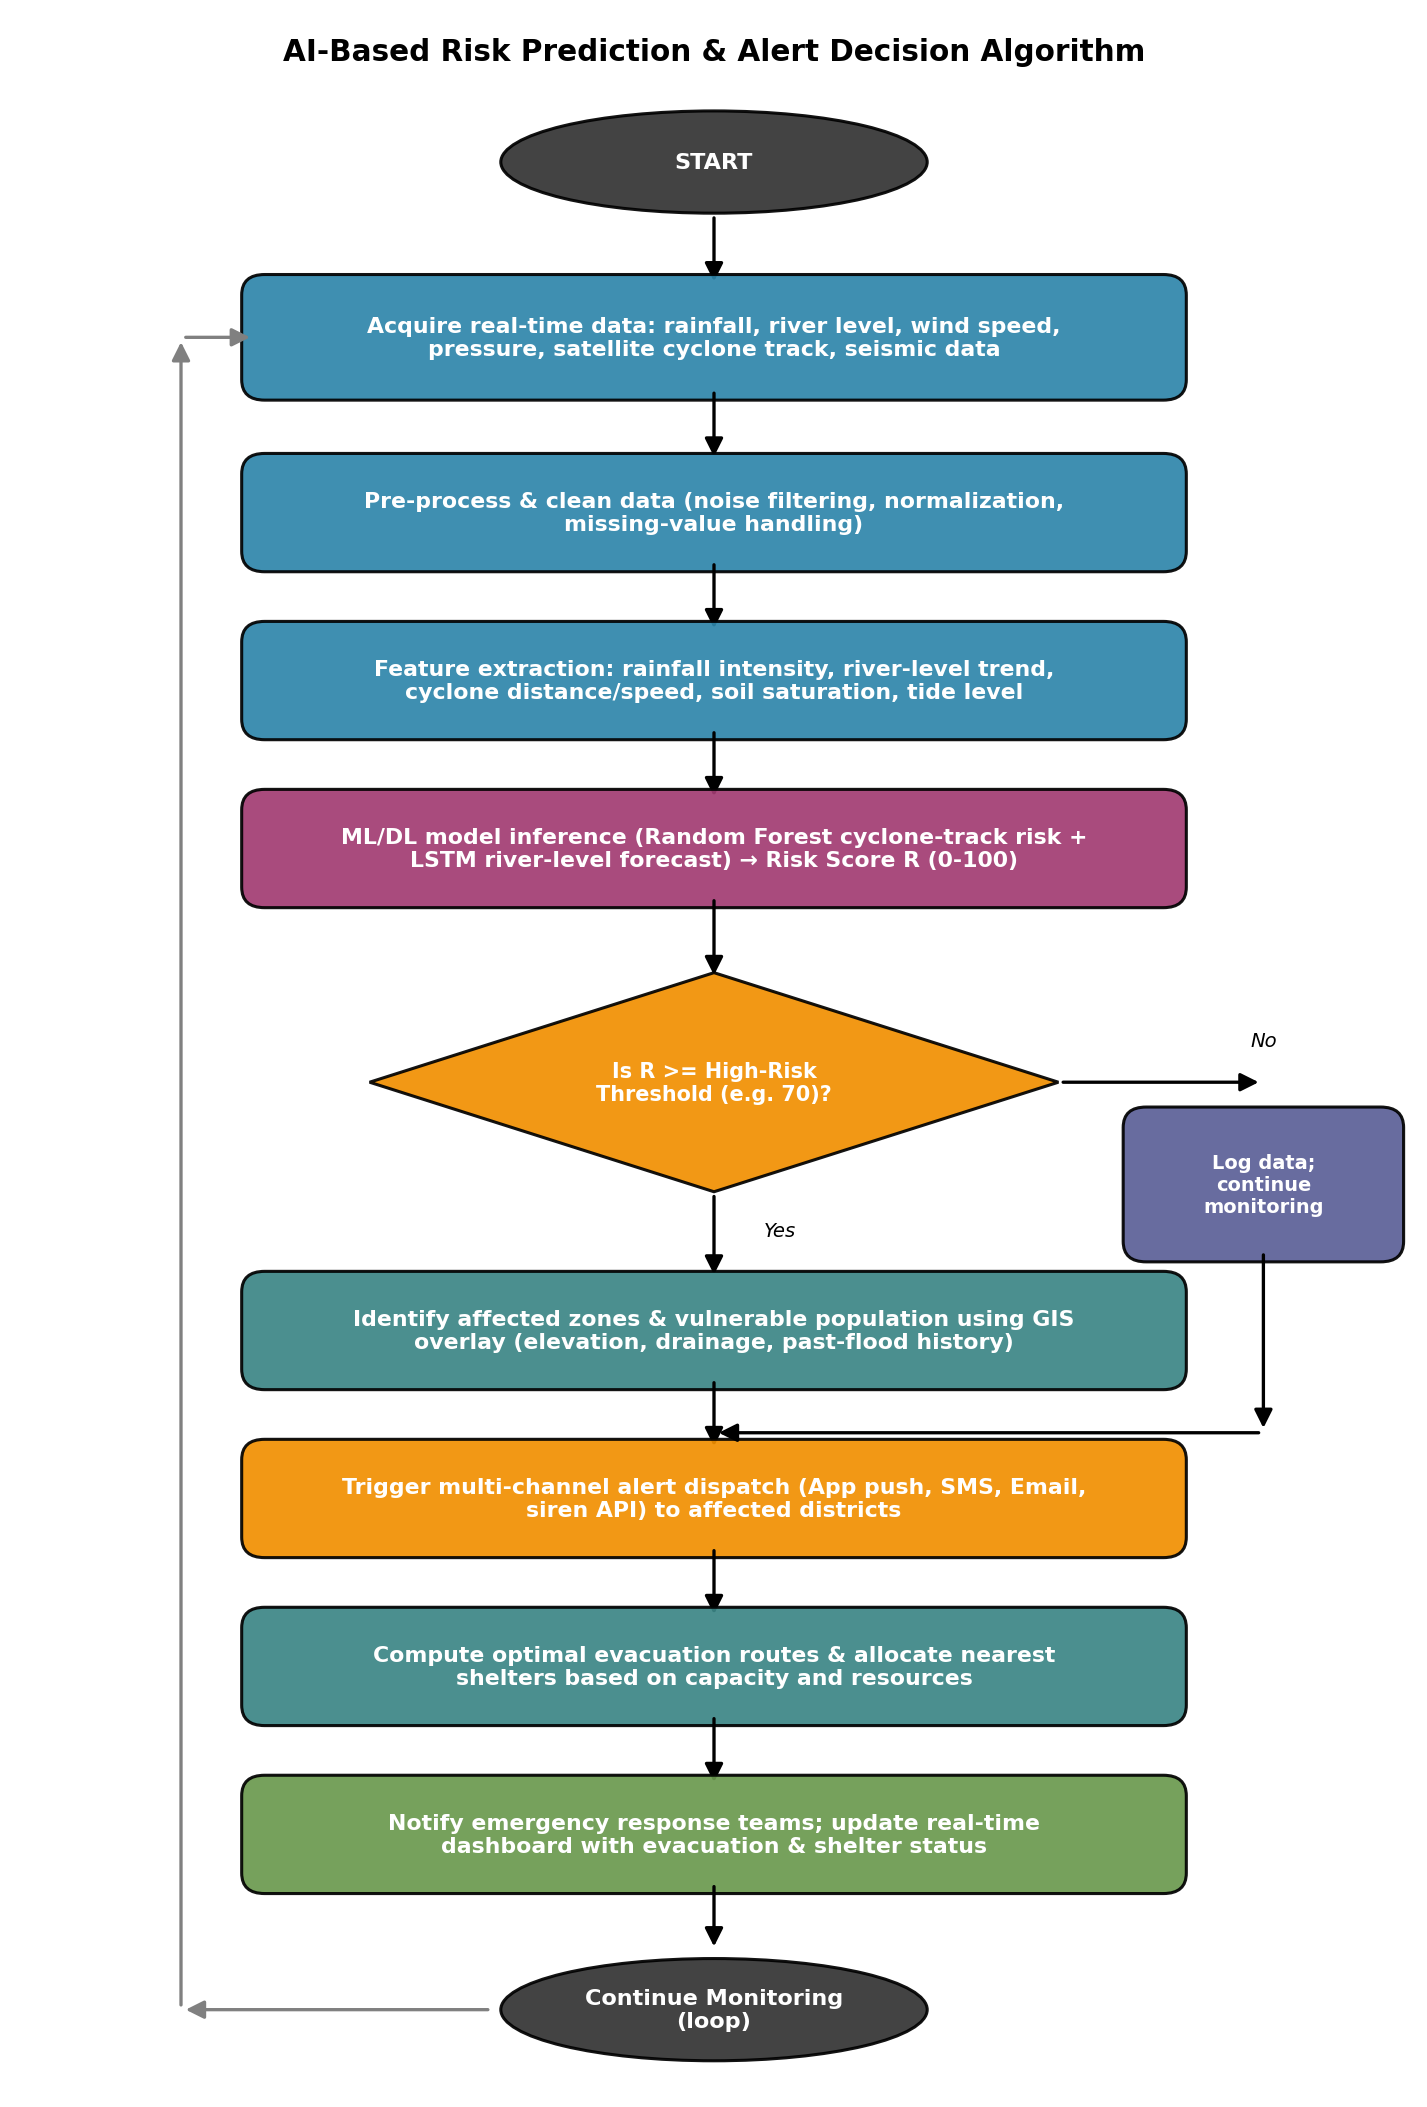 AI-Based Risk Prediction & Alert Decision Algorithm
START
Acquire real-time data: rainfall, river level, wind speed,
pressure, satellite cyclone track, seismic data
Pre-process & clean data (noise filtering, normalization,
missing-value handling)
Feature extraction: rainfall intensity, river-level trend,
cyclone distance/speed, soil saturation, tide level
ML/DL model inference (Random Forest cyclone-track risk +
LSTM river-level forecast) → Risk Score R (0-100)
Is R >= High-Risk
Threshold (e.g. 70)?
No
Log data;
continue
monitoring
Yes
Identify affected zones & vulnerable population using GIS
overlay (elevation, drainage, past-flood history)
Trigger multi-channel alert dispatch (App push, SMS, Email,
siren API) to affected districts
Compute optimal evacuation routes & allocate nearest
shelters based on capacity and resources
Notify emergency response teams; update real-time
dashboard with evacuation & shelter status
Continue Monitoring
(loop)